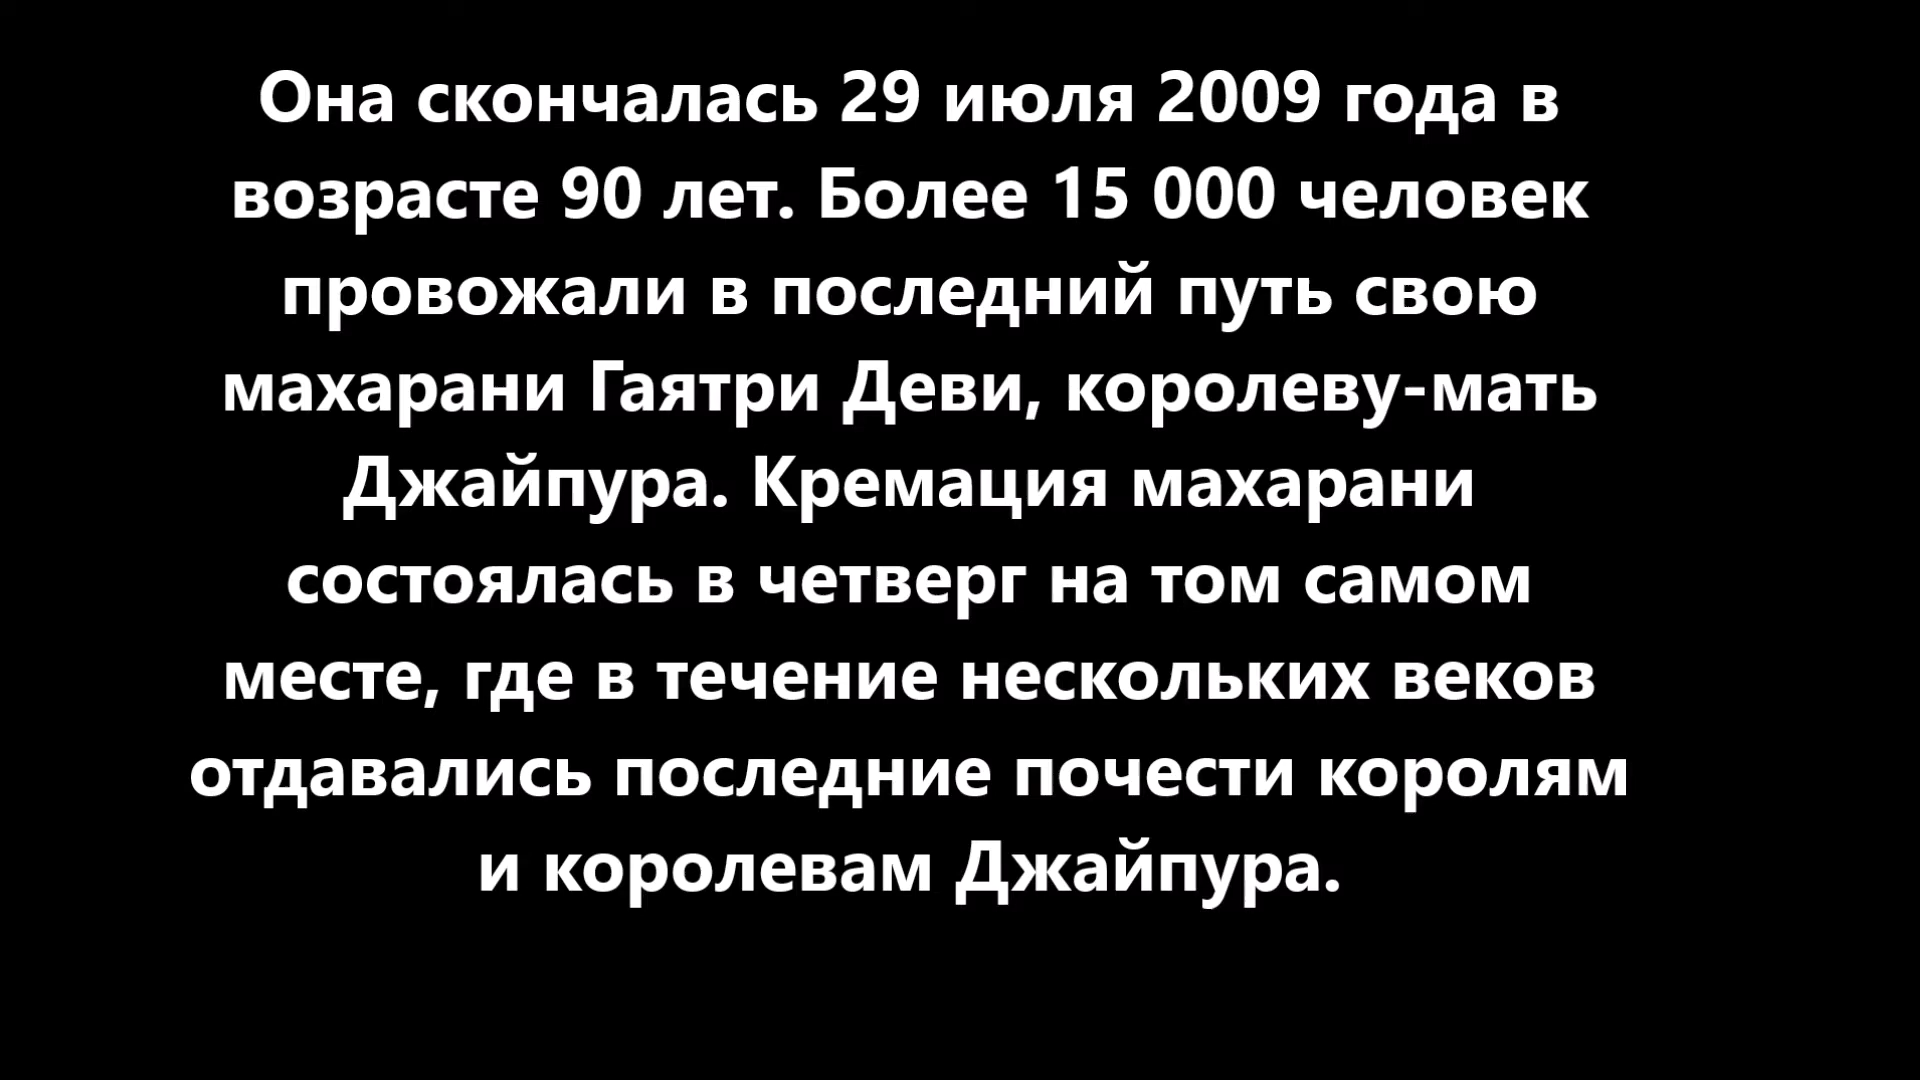 Она скончалась 29 июля 2009 года в
возрасте 90 лет. Более 15 000 человек
провожали в последний путь свою
махарани Гаятри Деви, королеву-мать
Джайпура. Кремация махарани
состоялась в четверг на том самом
месте, где в течение нескольких веков
отдавались последние почести королям
и королевам Джайпура.